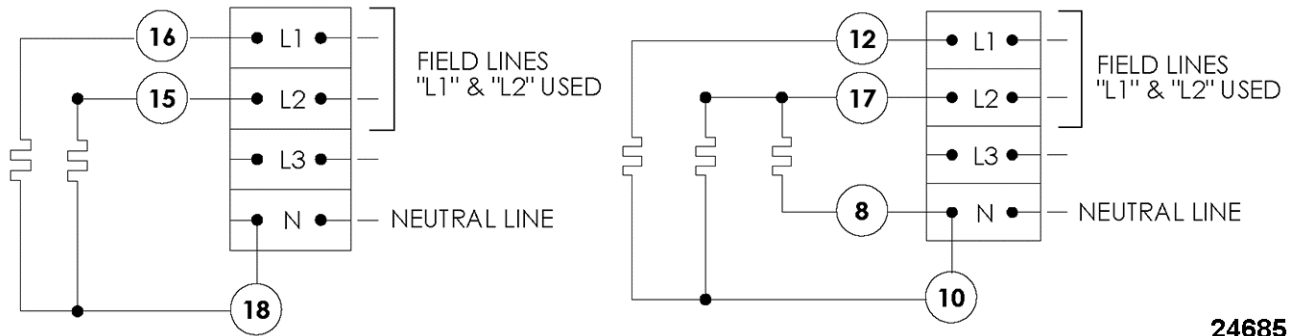 16 L1
FIELD LINES
"L1" & "L2" USED
15 L2
L3
N NEUTRAL LINE
18
12 L1
FIELD LINES
"L1" & "L2" USED
17 L2
L3
8 N NEUTRAL LINE
10
24685